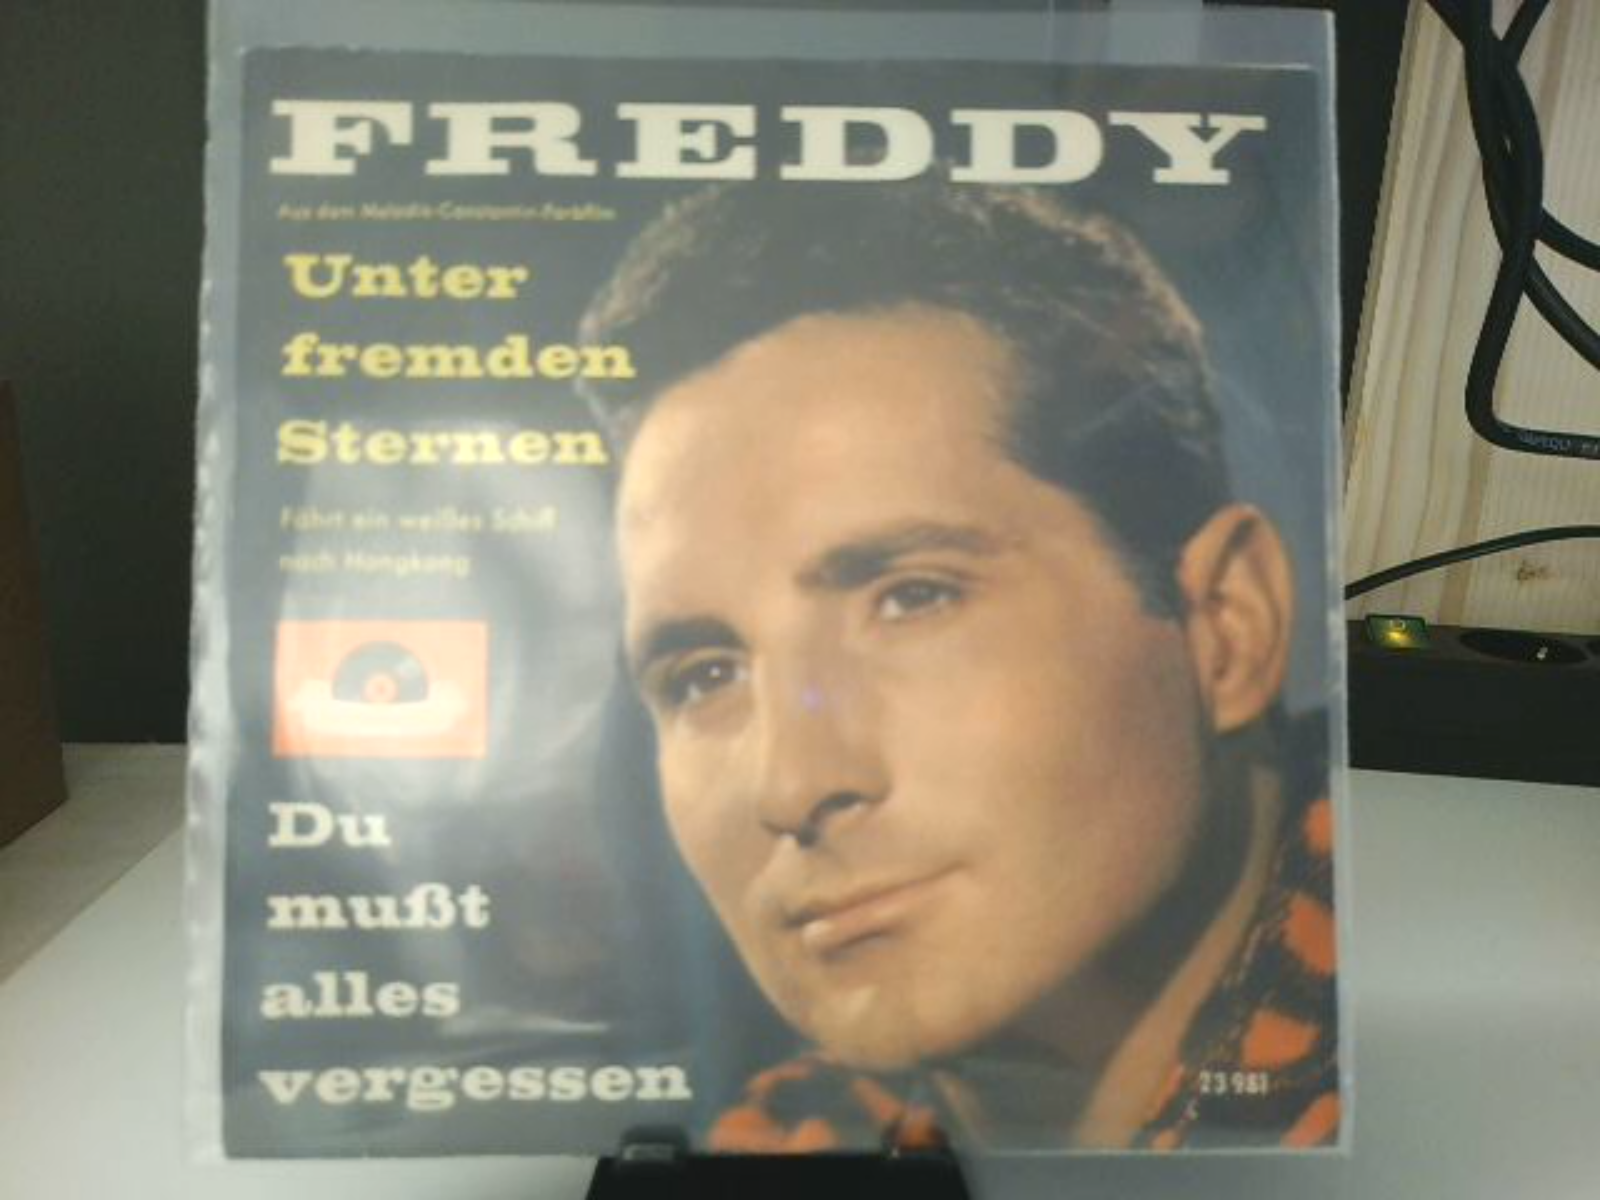 FREDDY
Aus dem Melodie-Constantin-Farbfilm
Unter
fremden
Sternen
Fährt ein weißes Schiff
nach Hongkong
Du
mußt
alles
vergessen
23 981